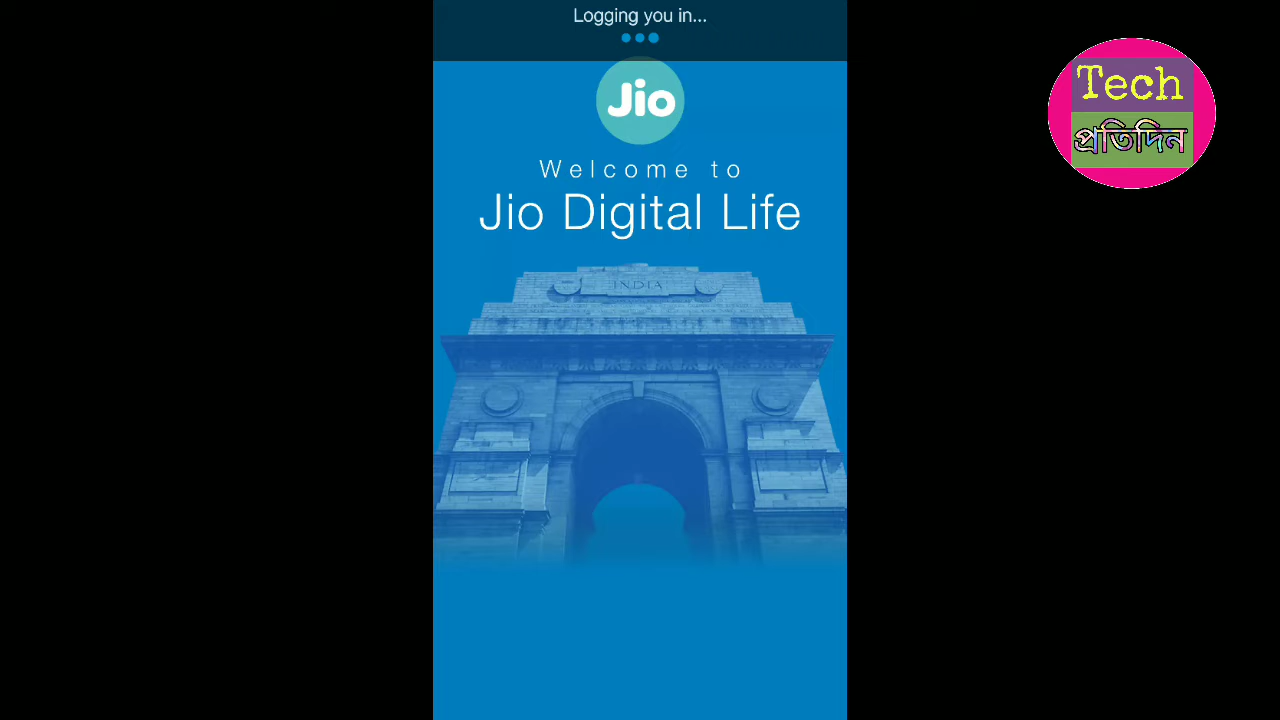 Logging you in...
Jio
Welcome to
Jio Digital Life
INDIA
Tech
প্রতিদিন